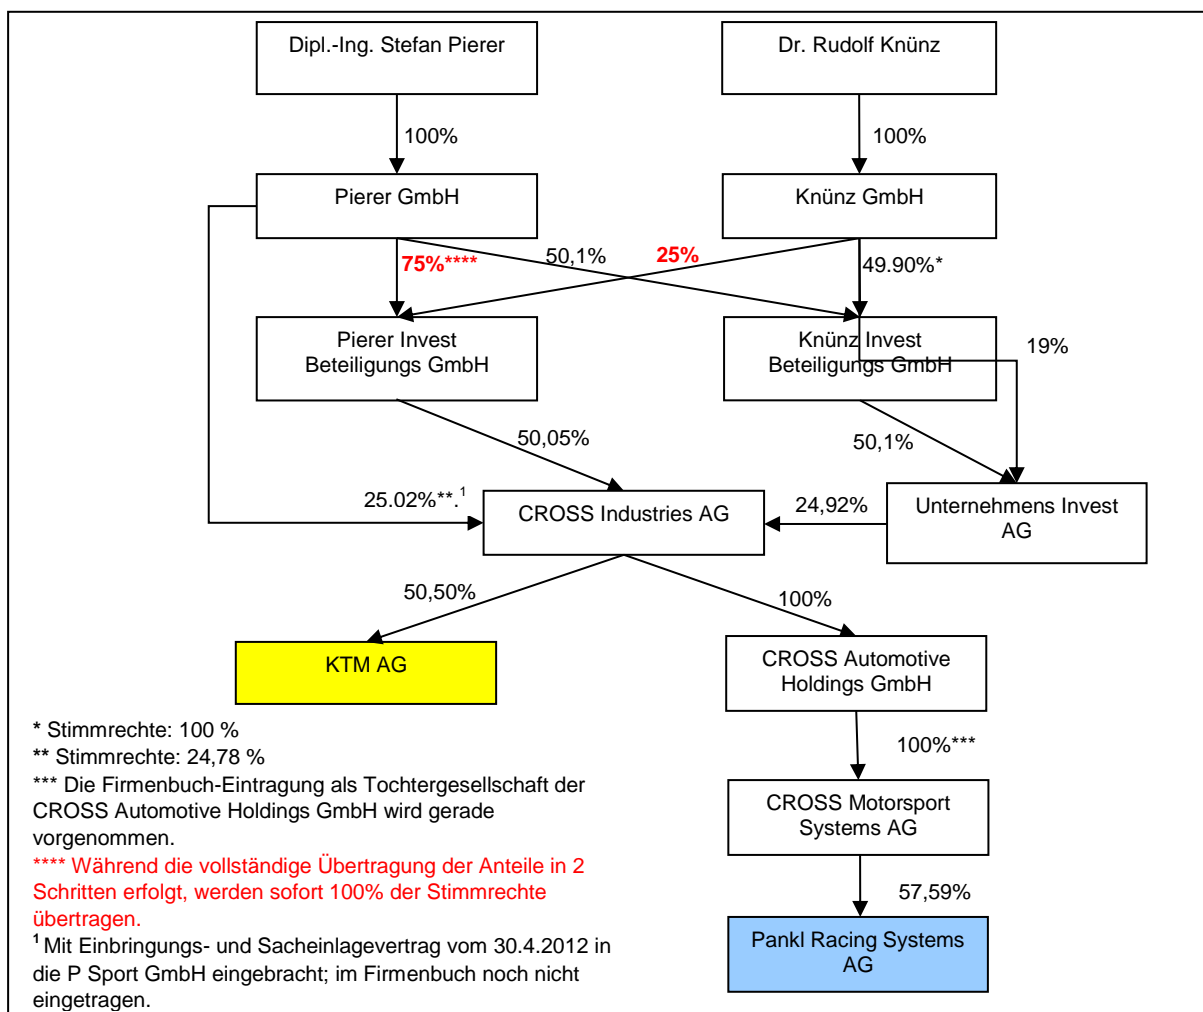 Dipl.-Ing. Stefan Pierer
Dr. Rudolf Knünz
100%
100%
Pierer GmbH
Knünz GmbH
75%****
50,1%
25%
49.90%*
Pierer Invest
Beteiligungs GmbH
Knünz Invest
Beteiligungs GmbH
19%
50,05%
50,1%
25.02%**.¹
CROSS Industries AG
24,92%
Unternehmens Invest
AG
50,50%
100%
KTM AG
CROSS Automotive
Holdings GmbH
* Stimmrechte: 100 %
** Stimmrechte: 24,78 %
*** Die Firmenbuch-Eintragung als Tochtergesellschaft der
CROSS Automotive Holdings GmbH wird gerade
vorgenommen.
**** Während die vollständige Übertragung der Anteile in 2
Schritten erfolgt, werden sofort 100% der Stimmrechte
übertragen.
¹ Mit Einbringungs- und Sacheinlagevertrag vom 30.4.2012 in
die P Sport GmbH eingebracht; im Firmenbuch noch nicht
eingetragen.
100%***
CROSS Motorsport
Systems AG
57,59%
Pankl Racing Systems
AG